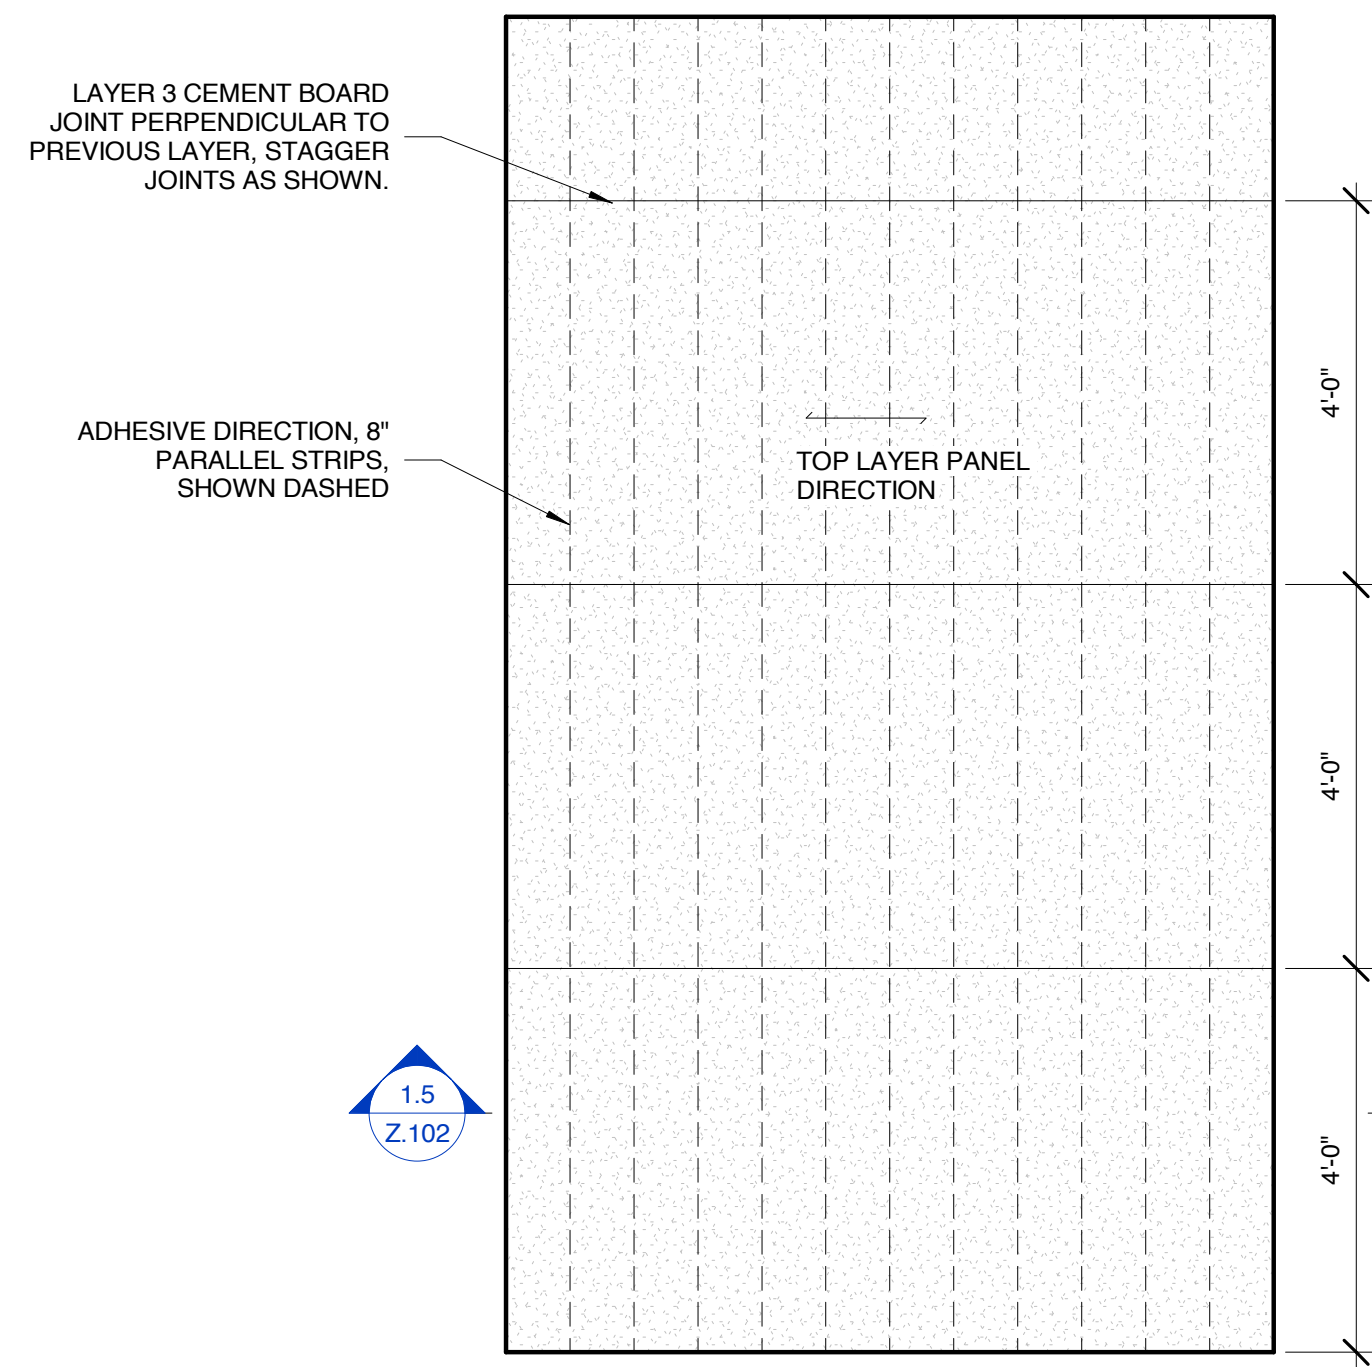 LAYER 3 CEMENT BOARD
JOINT PERPENDICULAR TO
PREVIOUS LAYER, STAGGER
JOINTS AS SHOWN.
4'-0"
ADHESIVE DIRECTION, 8"
PARALLEL STRIPS,
SHOWN DASHED
TOP LAYER PANEL
DIRECTION
4'-0"
1.5
Z.102
4'-0"